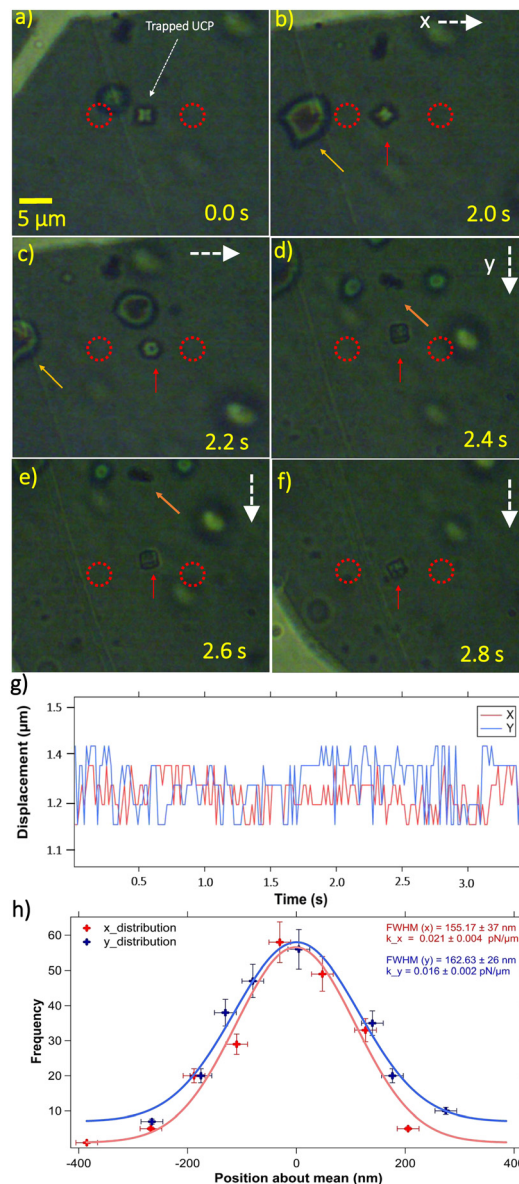 a)
Trapped UCP
5 µm
0.0 s
b)
x
2.0 s
c)
2.2 s
d)
y
2.4 s
e)
2.6 s
f)
2.8 s
g)
Displacement (µm)
1.5
1.4
1.2
1.1
X
Y
0.5 1.0 1.5 2.0 2.5 3.0
Time (s)
h)
x_distribution
y_distribution
FWHM (x) = 155.17 ± 37 nm
k_x = 0.021 ± 0.004 pN/µm
FWHM (y) = 162.63 ± 26 nm
k_y = 0.016 ± 0.002 pN/µm
Frequency
60
50
40
30
20
10
-400 -200 0 200 400
Position about mean (nm)